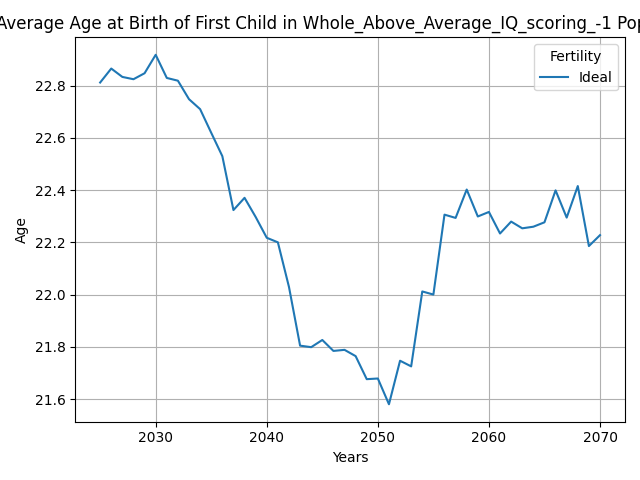 Average Age at Birth of First Child in Whole_Above_Average_IQ_scoring_-1
Fertility
Ideal
22.8
22.6
22.4
22.2
22.0
21.8
21.6
Age
2030 2040 2050 2060 2070
Years